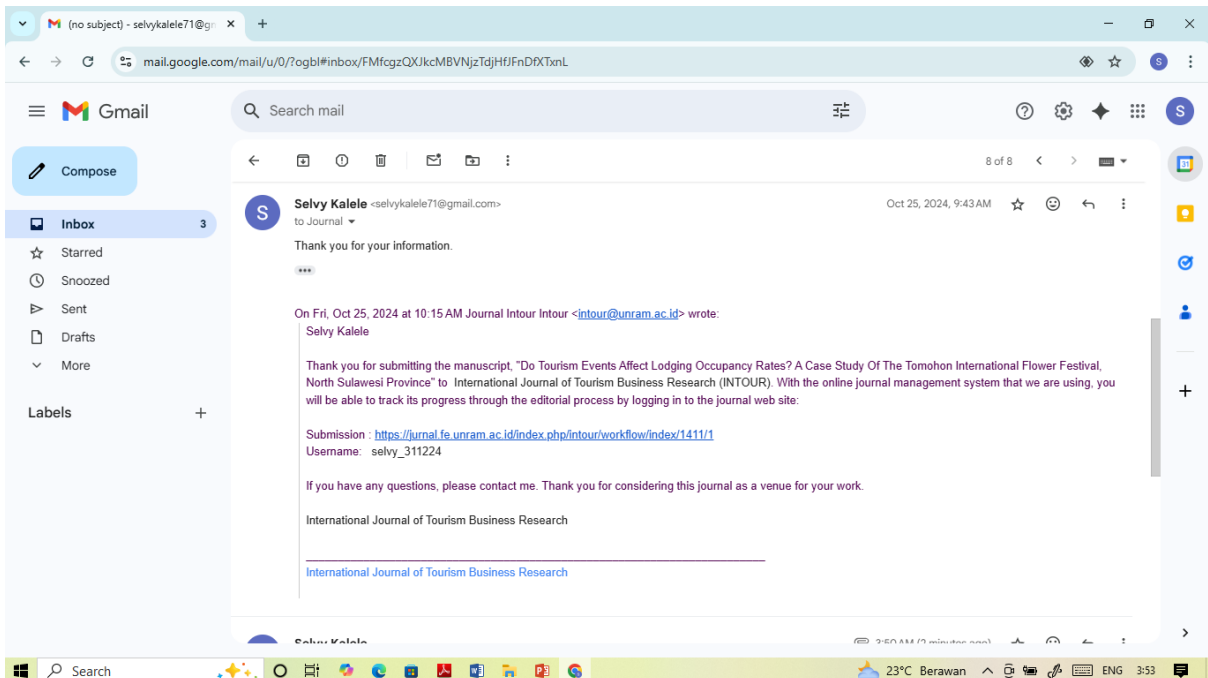 (no subject) - selvykalele71@gm
mail.google.com/mail/u/0/?ogbl#inbox/FMfcgzQXJkcMBVNjzTdjHfJFnDfXTxnL
S
Gmail
Search mail
S
Compose
8 of 8
31
Inbox 3
Starred
Snoozed
Sent
Drafts
More
Labels
S
Selvy Kalele <selvykalele71@gmail.com>
Oct 25, 2024, 9:43 AM
to Journal
Thank you for your information.
On Fri, Oct 25, 2024 at 10:15 AM Journal Intour Intour <intour@unram.ac.id> wrote:
Selvy Kalele
Thank you for submitting the manuscript, "Do Tourism Events Affect Lodging Occupancy Rates? A Case Study Of The Tomohon International Flower Festival,
North Sulawesi Province" to International Journal of Tourism Business Research (INTOUR). With the online journal management system that we are using, you
will be able to track its progress through the editorial process by logging in to the journal web site:
Submission : https://jurnal.fe.unram.ac.id/index.php/intour/workflow/index/1411/1
Username: selvy_311224
If you have any questions, please contact me. Thank you for considering this journal as a venue for your work.
International Journal of Tourism Business Research
International Journal of Tourism Business Research
Selvy Kalele
3:50 AM (2 minutes ago)
Search
23°C Berawan
ENG 3:53